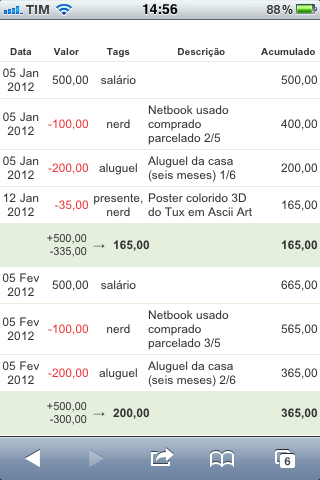 TIM 14:56 88%
Data Valor Tags Descrição Acumulado
05 Jan
2012 500,00 salário 500,00
05 Jan
2012 -100,00 nerd Netbook usado
comprado
parcelado 2/5 400,00
05 Jan
2012 -200,00 aluguel Aluguel da casa
(seis meses) 1/6 200,00
12 Jan
2012 -35,00 presente,
nerd Poster colorido 3D
do Tux em Ascii Art 165,00
+500,00
-335,00 → 165,00 165,00
05 Fev
2012 500,00 salário 665,00
05 Fev
2012 -100,00 nerd Netbook usado
comprado
parcelado 3/5 565,00
05 Fev
2012 -200,00 aluguel Aluguel da casa
(seis meses) 2/6 365,00
+500,00
-300,00 → 200,00 365,00
6